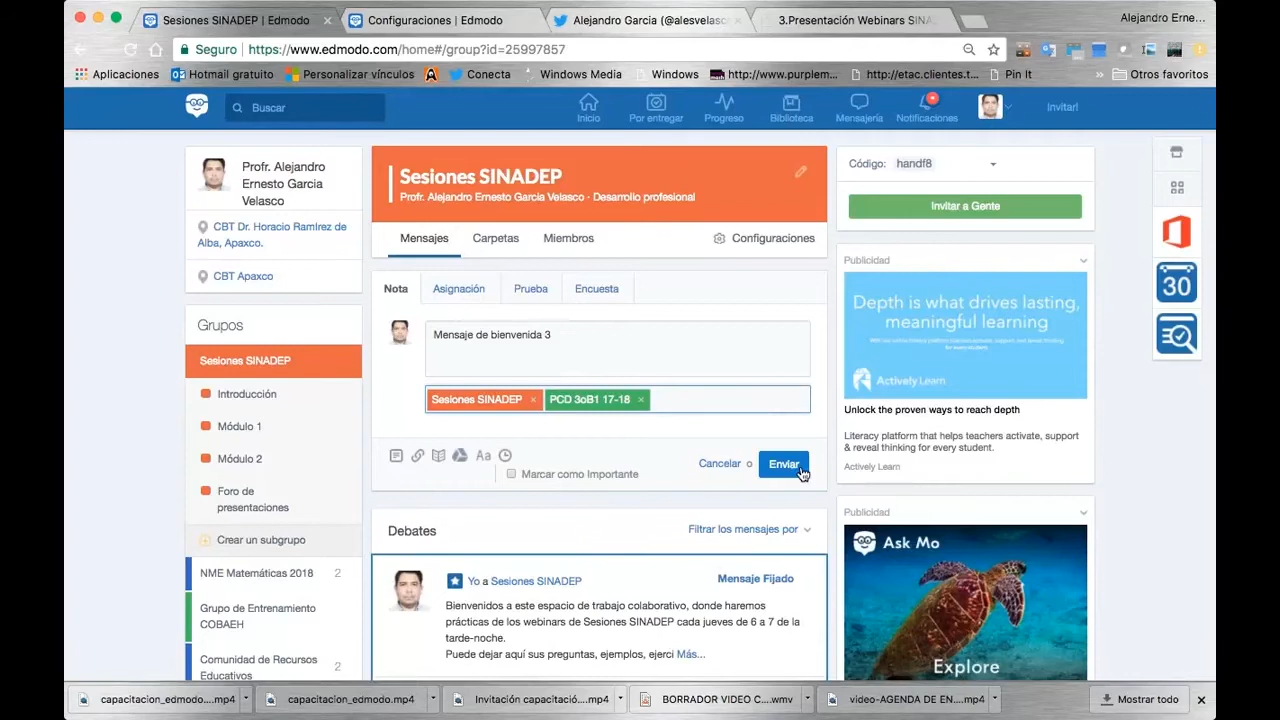 Sesiones SINADEP | Edmodo
Configuraciones | Edmodo
Alejandro Garcia (@alesvelasc
3.Presentación Webinars SINA
Alejandro Erne...
Seguro
https://www.edmodo.com/home#/group?id=25997857
Aplicaciones
Hotmail gratuito
Personalizar vínculos
Conecta
Windows Media
Windows
http://www.purplem...
http://etac.clientes.t...
Pin It
»
Otros favoritos
Buscar
Inicio
Por entregar
Progreso
Biblioteca
Mensajería
Notificaciones
Invitar!
Profr. Alejandro
Ernesto Garcia
Velasco
CBT Dr. Horacio Ramírez de
Alba, Apaxco.
CBT Apaxco
Grupos
Sesiones SINADEP
Introducción
Módulo 1
Módulo 2
Foro de
presentaciones
Crear un subgrupo
NME Matemáticas 2018 2
Grupo de Entrenamiento
COBAEH
Comunidad de Recursos 2
Educativos
Sesiones SINADEP
Profr. Alejandro Ernesto Garcia Velasco · Desarrollo profesional
Mensajes
Carpetas
Miembros
Configuraciones
Nota
Asignación
Prueba
Encuesta
Mensaje de bienvenida 3
Sesiones SINADEP ×
PCD 3oB1 17-18 ×
Aa
Cancelar o Enviar
Marcar como Importante
Debates
Filtrar los mensajes por
Yo a Sesiones SINADEP
Mensaje Fijado
Bienvenidos a este espacio de trabajo colaborativo, donde haremos
prácticas de los webinars de Sesiones SINADEP cada jueves de 6 a 7 de la
tarde-noche.
Puede dejar aquí sus preguntas, ejemplos, ejerci Más...
Código: handf8
Invitar a Gente
Publicidad
Depth is what drives lasting,
meaningful learning
Actively Learn
Unlock the proven ways to reach depth
Literacy platform that helps teachers activate, support
& reveal thinking for every student.
Actively Learn
Publicidad
Ask Mo
Explore
30
capacitacion_edmodo....mp4
capacitacion_edmodo.mp4
Invitación capacitació...mp4
BORRADOR VIDEO C....wmv
video-AGENDA DE EN....mp4
Mostrar todo